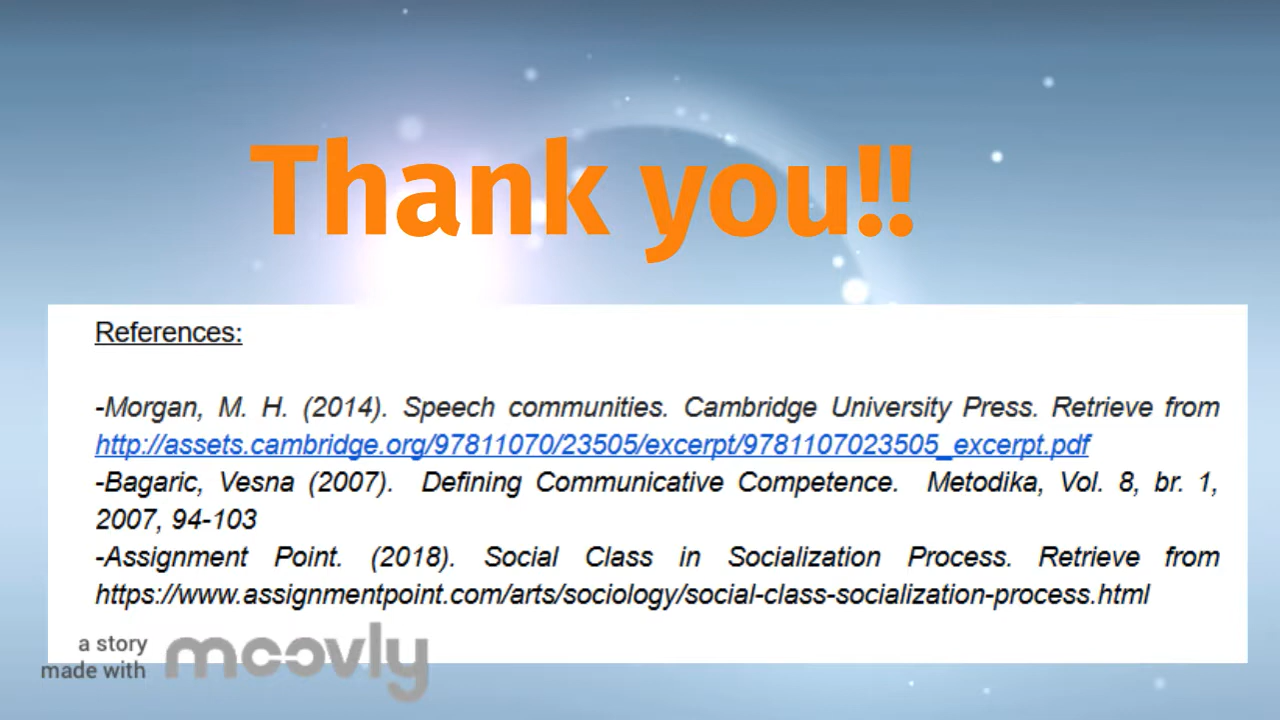 Thank you!!
References:
-Morgan, M. H. (2014). Speech communities. Cambridge University Press. Retrieve from
http://assets.cambridge.org/97811070/23505/excerpt/9781107023505_excerpt.pdf
-Bagaric, Vesna (2007). Defining Communicative Competence. Metodika, Vol. 8, br. 1,
2007, 94-103
-Assignment Point. (2018). Social Class in Socialization Process. Retrieve from
https://www.assignmentpoint.com/arts/sociology/social-class-socialization-process.html
a story
made with moovly